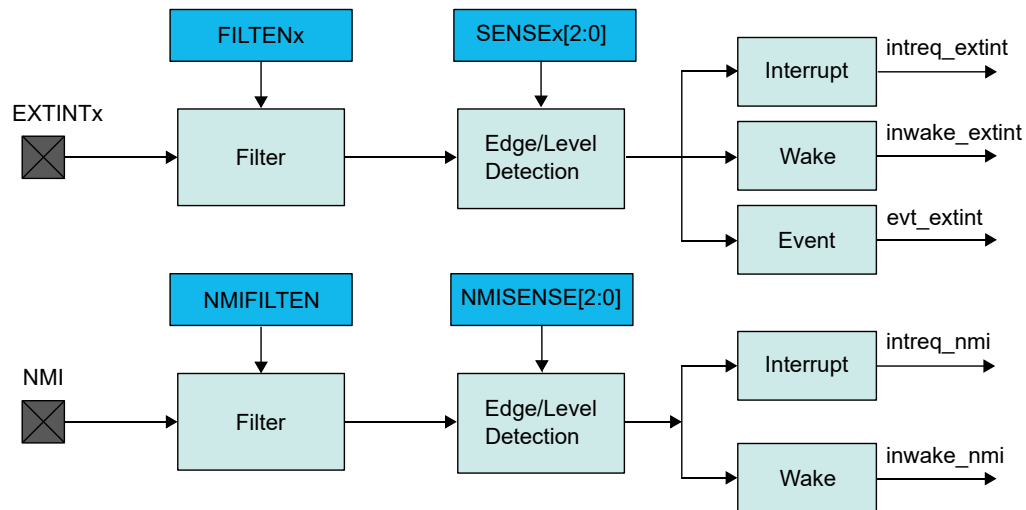 FILTENx
SENSEx[2:0]
EXTINTx
Filter
Edge/Level
Detection
Interrupt
intreq_extint
Wake
inwake_extint
Event
evt_extint
NMIFILTEN
NMISENSE[2:0]
NMI
Filter
Edge/Level
Detection
Interrupt
intreq_nmi
Wake
inwake_nmi